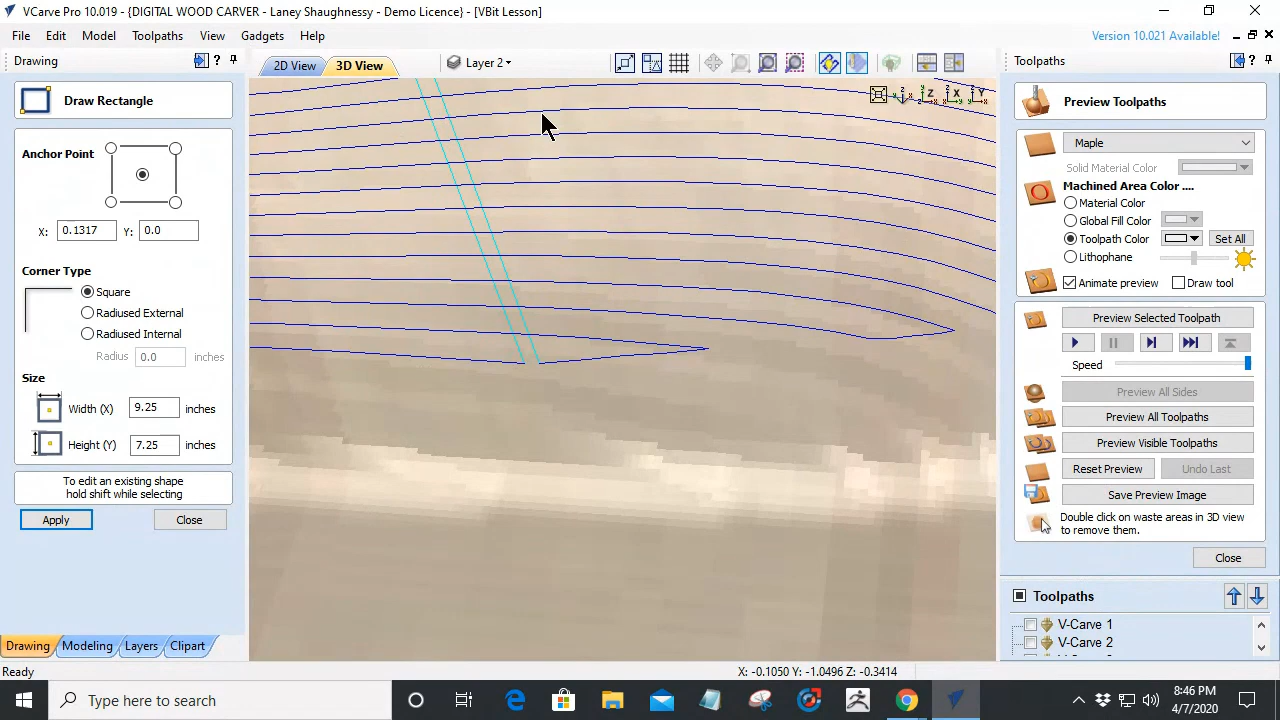 VCarve Pro 10.019 - {DIGITAL WOOD CARVER - Laney Shaughnessy - Demo Licence} - [VBit Lesson]
File Edit Model Toolpaths View Gadgets Help Version 10.021 Available!
Drawing
Draw Rectangle
Anchor Point
X: 0.1317 Y: 0.0
Corner Type
Square
Radiused External
Radiused Internal
Radius 0.0 inches
Size
Width (X) 9.25 inches
Height (Y) 7.25 inches
To edit an existing shape
hold shift while selecting
Apply Close
Drawing Modeling Layers Clipart
2D View 3D View Layer 2
Z X Y
Toolpaths
Preview Toolpaths
Maple
Solid Material Color
Machined Area Color ....
Material Color
Global Fill Color
Toolpath Color Set All
Lithophane
Animate preview Draw tool
Preview Selected Toolpath
Speed
Preview All Sides
Preview All Toolpaths
Preview Visible Toolpaths
Reset Preview Undo Last
Save Preview Image
Double click on waste areas in 3D view
to remove them.
Close
Toolpaths
V-Carve 1
V-Carve 2
Ready X: -0.1050 Y: -1.0496 Z: -0.3414
Type here to search
8:46 PM
4/7/2020